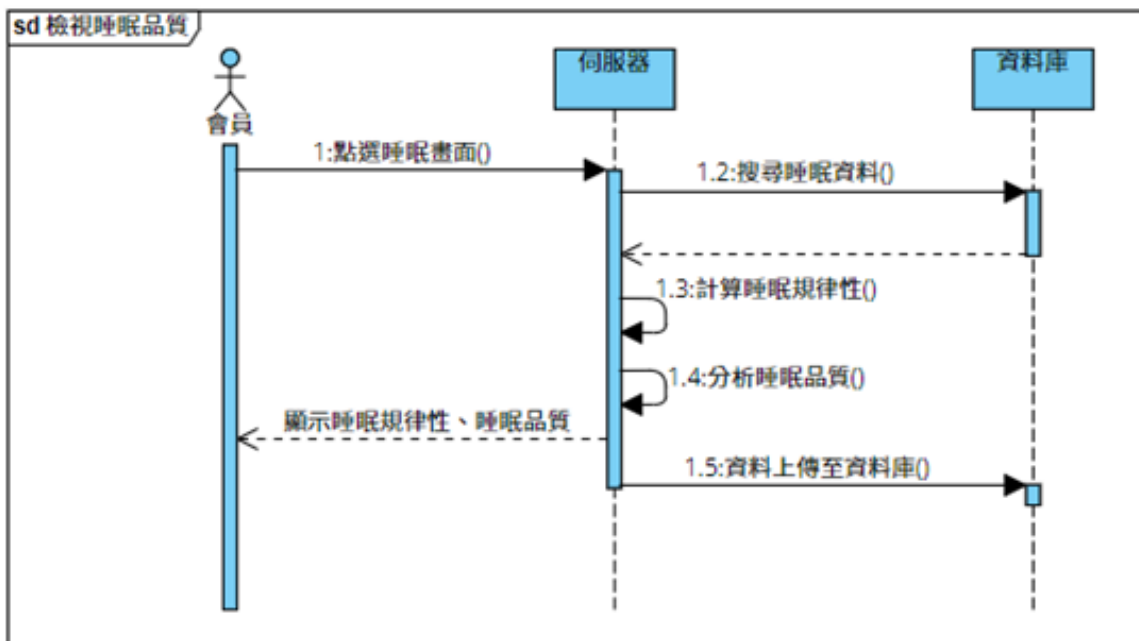 sd 檢視睡眠品質
會員
伺服器
資料庫
1:點選睡眠畫面()
1.2:搜尋睡眠資料()
1.3:計算睡眠規律性()
1.4:分析睡眠品質()
顯示睡眠規律性、睡眠品質
1.5:資料上傳至資料庫()